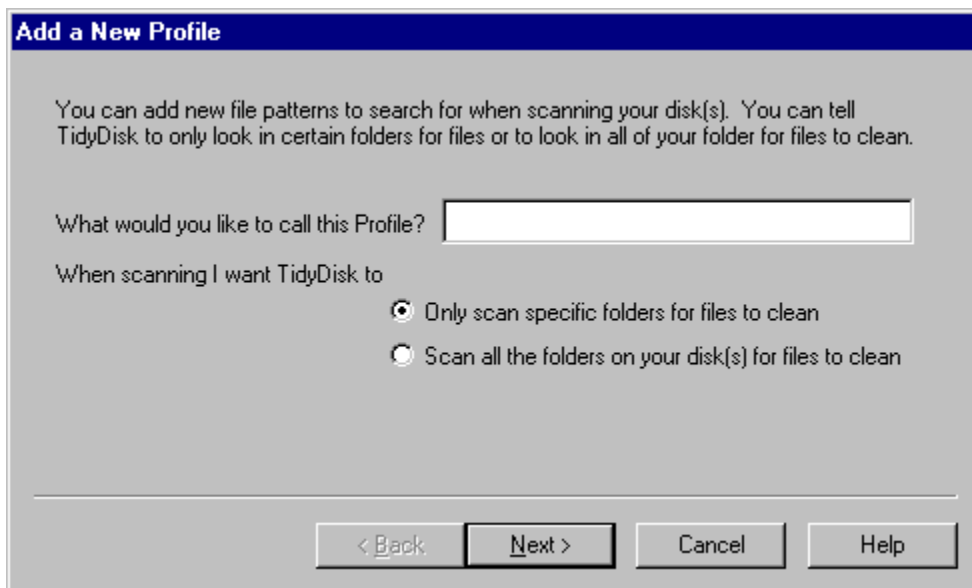 Add a New Profile
You can add new file patterns to search for when scanning your disk(s).  You can tell
TidyDisk to only look in certain folders for files or to look in all of your folder for files to clean.
What would you like to call this Profile?
When scanning I want TidyDisk to
Only scan specific folders for files to clean
Scan all the folders on your disk(s) for files to clean
< Back Next > Cancel Help